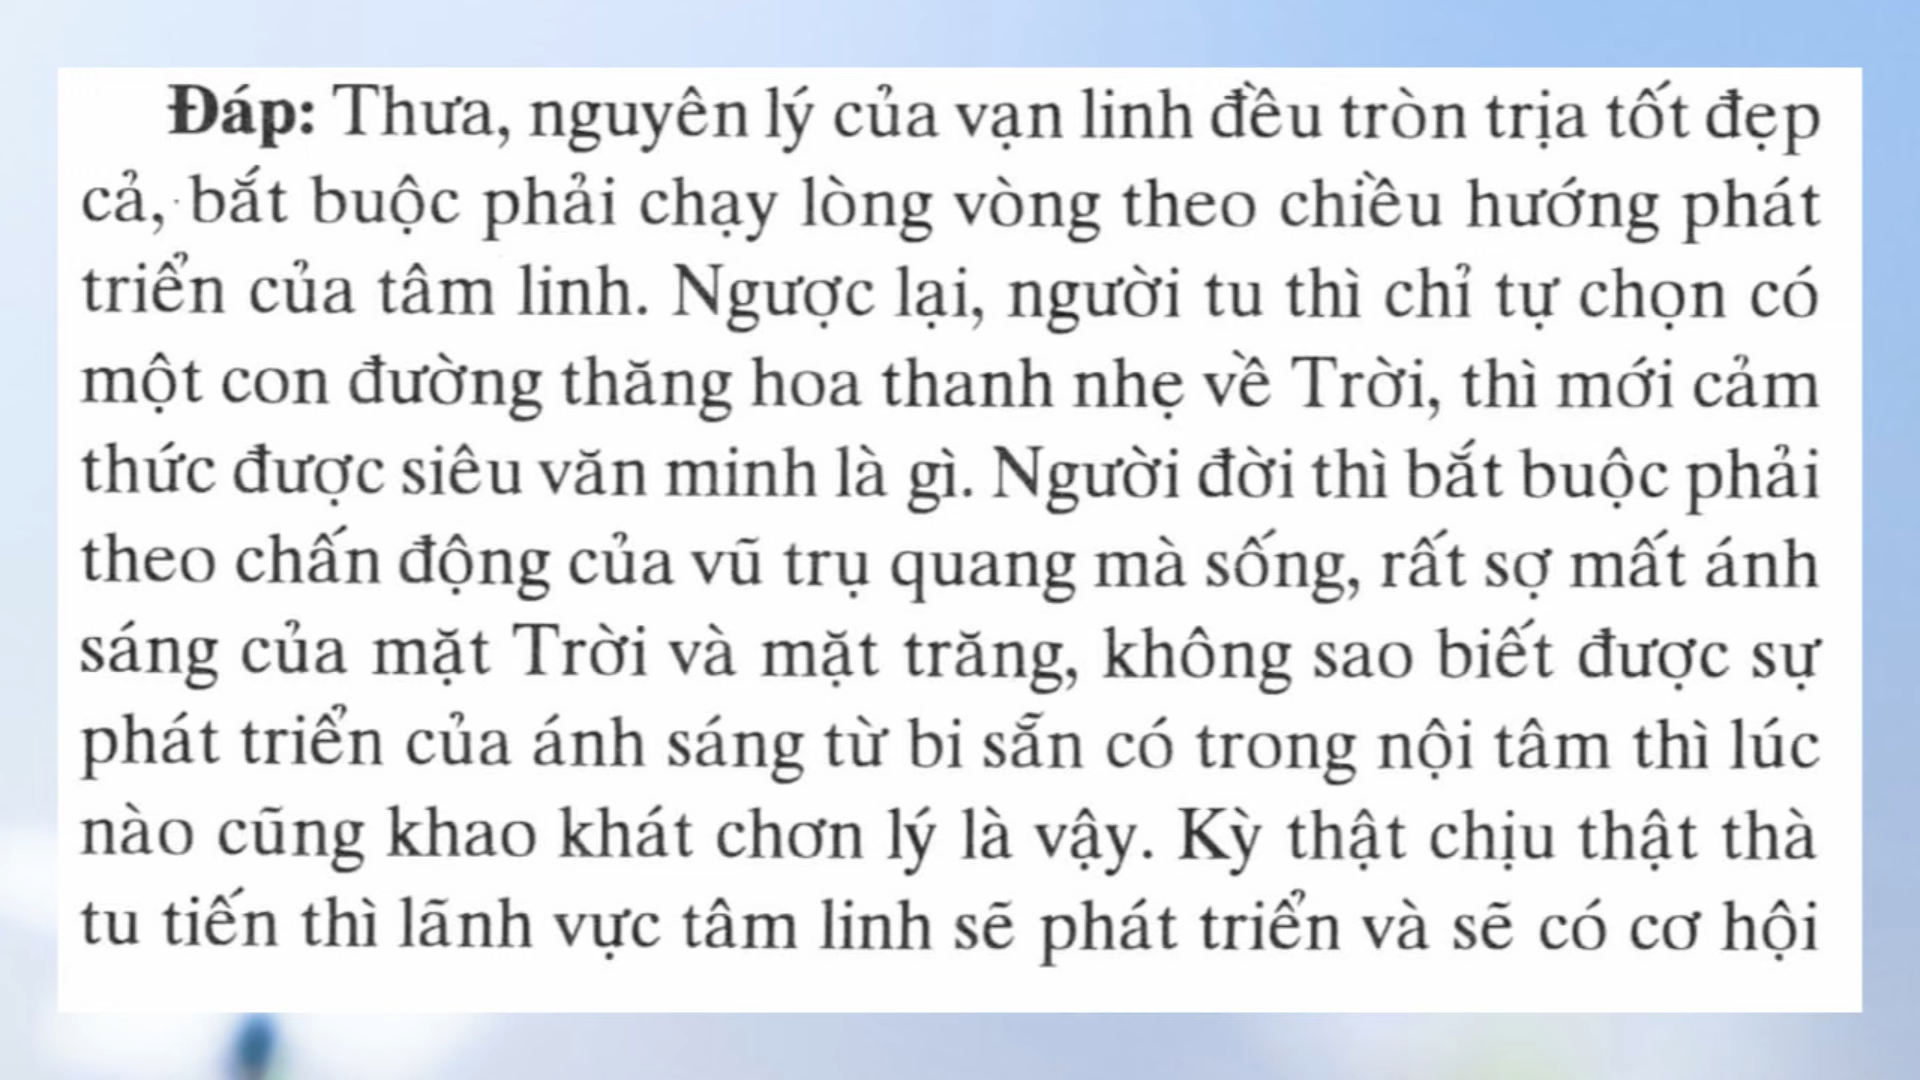 Đáp: Thưa, nguyên lý của vạn linh đều tròn trịa tốt đẹp
cả, bắt buộc phải chạy lòng vòng theo chiều hướng phát
triển của tâm linh. Ngược lại, người tu thì chỉ tự chọn có
một con đường thăng hoa thanh nhẹ về Trời, thì mới cảm
thức được siêu văn minh là gì. Người đời thì bắt buộc phải
theo chấn động của vũ trụ quang mà sống, rất sợ mất ánh
sáng của mặt Trời và mặt trăng, không sao biết được sự
phát triển của ánh sáng từ bi sẵn có trong nội tâm thì lúc
nào cũng khao khát chơn lý là vậy. Kỳ thật chịu thật thà
tu tiến thì lãnh vực tâm linh sẽ phát triển và sẽ có cơ hội